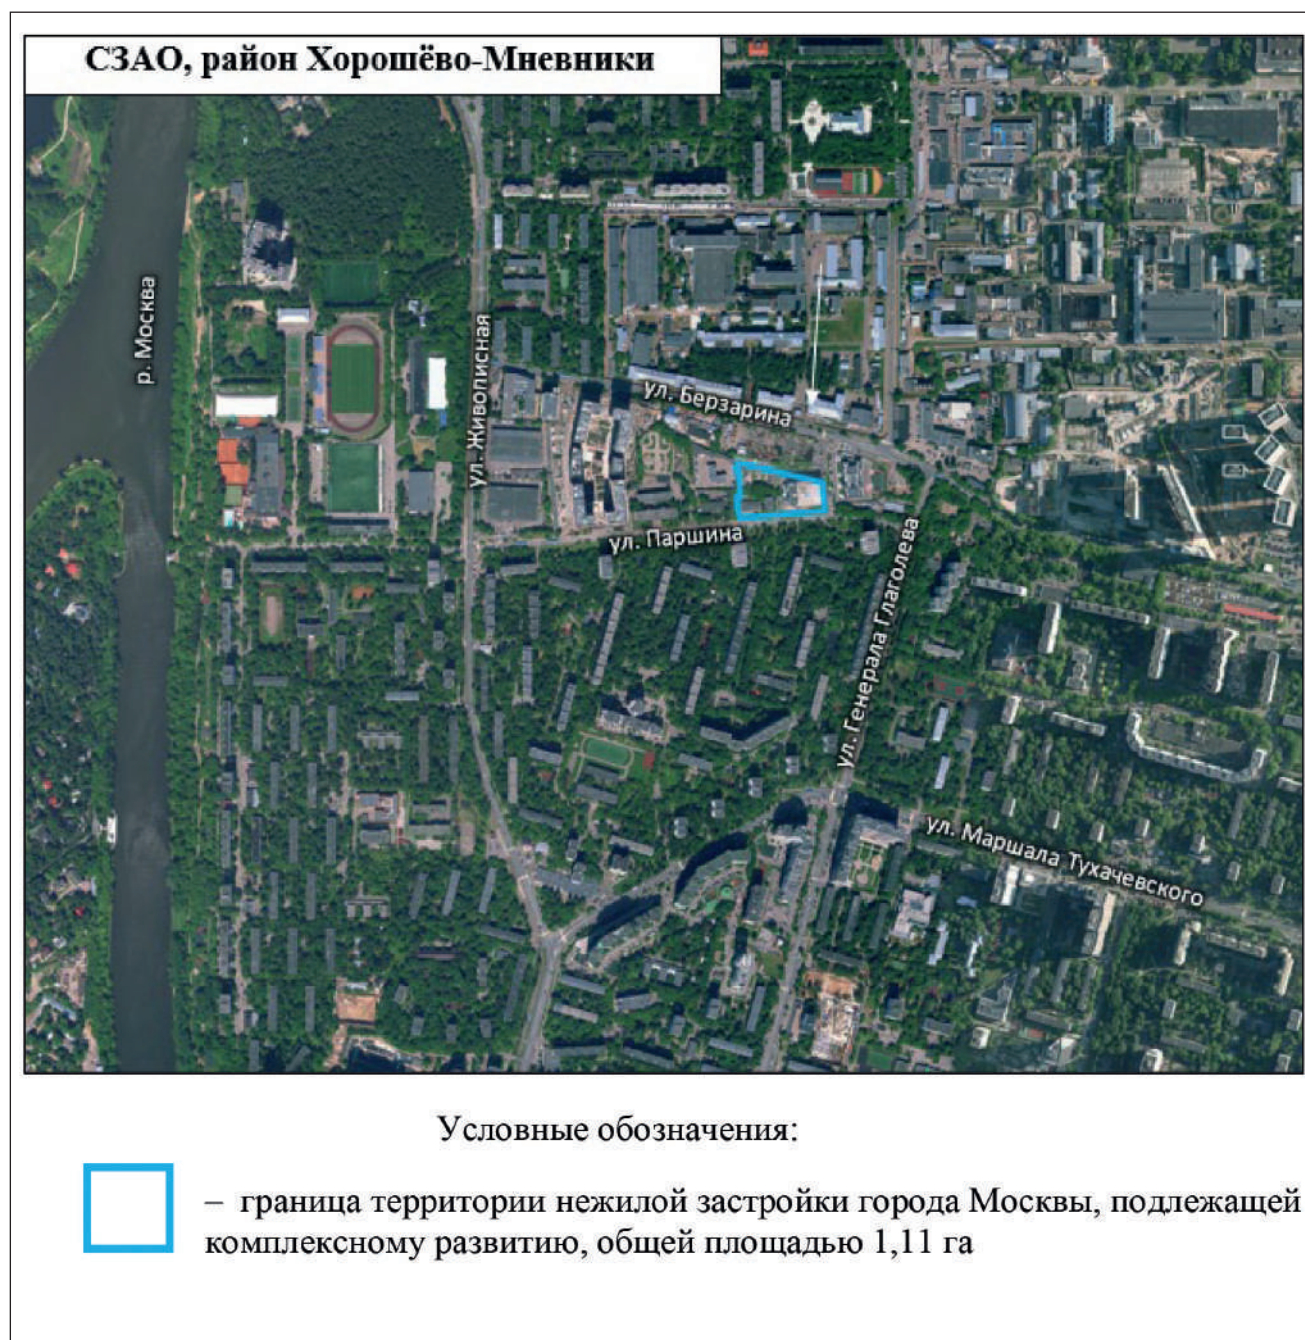 СЗАО, район Хорошёво-Мневники
р. Москва
ул. Живописная
ул. Берзарина
ул. Паршина
ул. Генерала Глаголева
ул. Маршала Тухачевского
Условные обозначения:
– граница территории нежилой застройки города Москвы, подлежащей
комплексному развитию, общей площадью 1,11 га